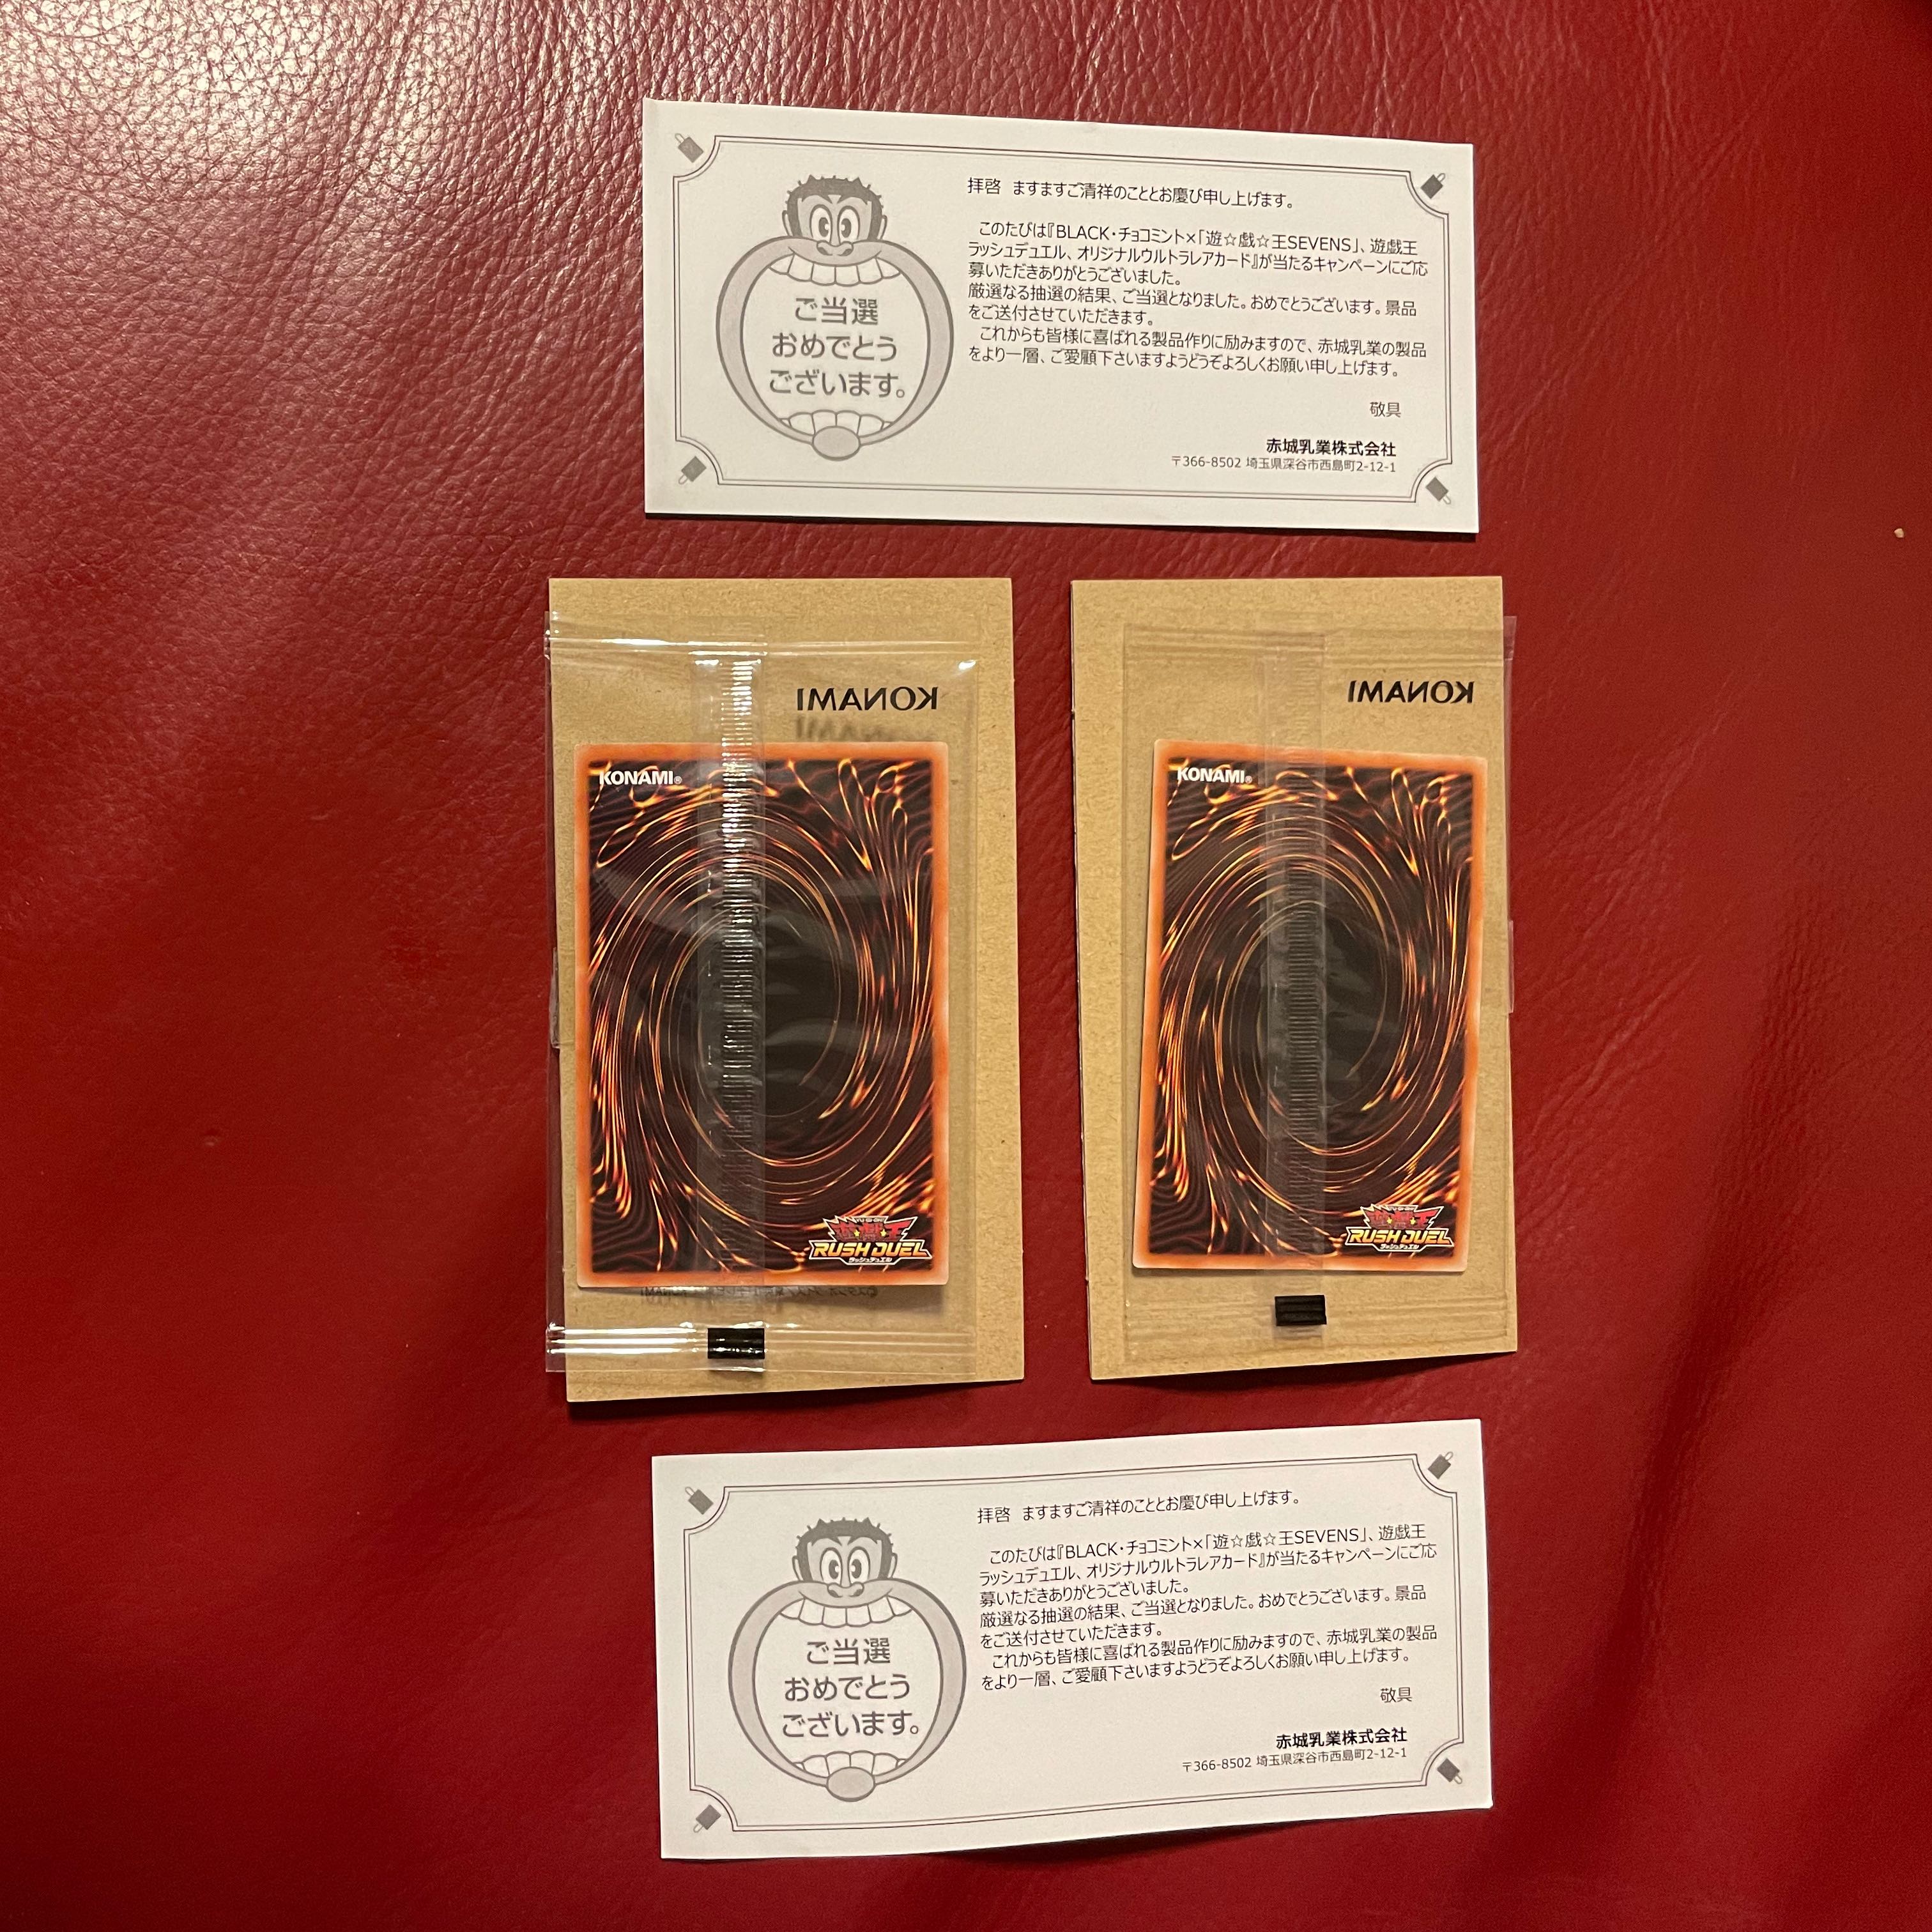 ご当選
おめでとう
ございます。
拝啓 ますますご清祥のこととお慶び申し上げます。
このたびは『BLACK・チョコミント×「遊☆戯☆王SEVENS」、遊戯王
ラッシュデュエル、オリジナルウルトラレアカード』が当たるキャンペーンにご応
募いただきありがとうございました。
厳選なる抽選の結果、ご当選となりました。おめでとうございます。景品
をご送付させていただきます。
これからも皆様に喜ばれる製品作りに励みますので、赤城乳業の製品
をより一層、ご愛顧下さいますようどうぞよろしくお願い申し上げます。
敬具
赤城乳業株式会社
〒366-8502 埼玉県深谷市西島町2-12-1
KONAMI
KONAMI®
遊戯王
RUSH DUEL
ラッシュデュエル
KONAMI
KONAMI®
遊戯王
RUSH DUEL
ラッシュデュエル
ご当選
おめでとう
ございます。
拝啓 ますますご清祥のこととお慶び申し上げます。
このたびは『BLACK・チョコミント×「遊☆戯☆王SEVENS」、遊戯王
ラッシュデュエル、オリジナルウルトラレアカード』が当たるキャンペーンにご応
募いただきありがとうございました。
厳選なる抽選の結果、ご当選となりました。おめでとうございます。景品
をご送付させていただきます。
これからも皆様に喜ばれる製品作りに励みますので、赤城乳業の製品
をより一層、ご愛顧下さいますようどうぞよろしくお願い申し上げます。
敬具
赤城乳業株式会社
〒366-8502 埼玉県深谷市西島町2-12-1